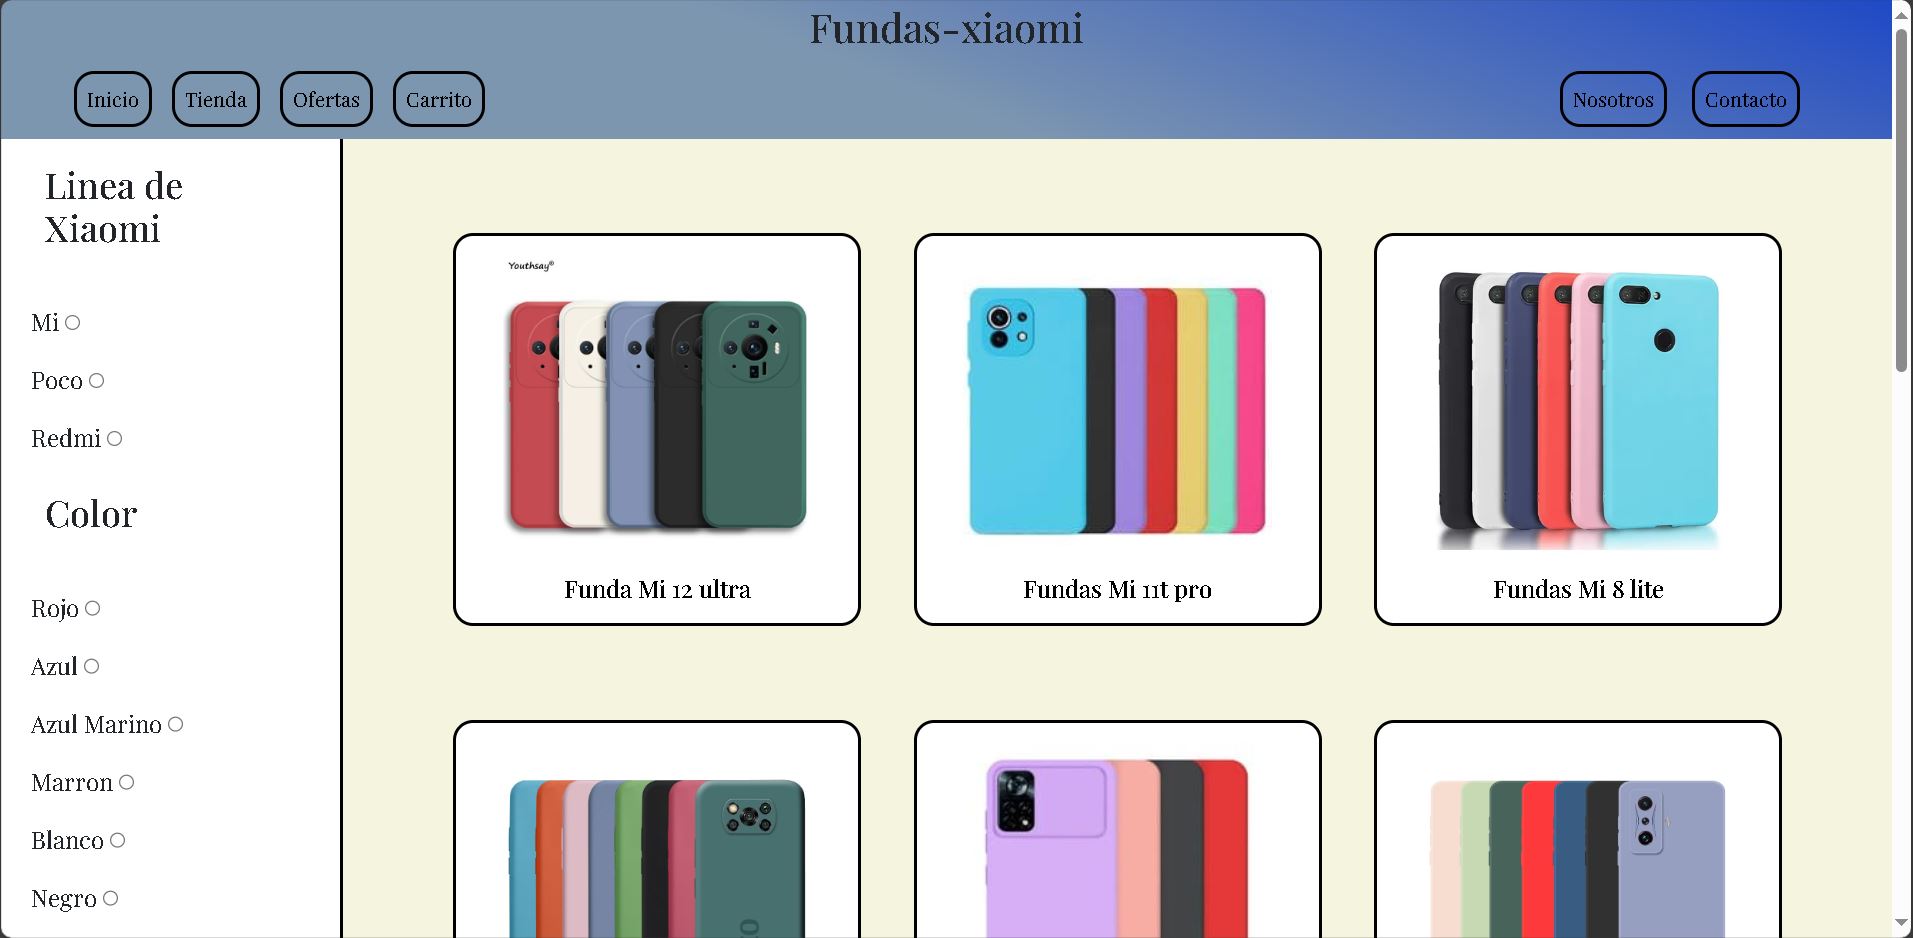 Fundas-xiaomi
Inicio
Tienda
Ofertas
Carrito
Nosotros
Contacto
Linea de
Xiaomi
Mi
Poco
Redmi
Color
Rojo
Azul
Azul Marino
Marron
Blanco
Negro
Youthsay®
Funda Mi 12 ultra
Fundas Mi 11t pro
Fundas Mi 8 lite